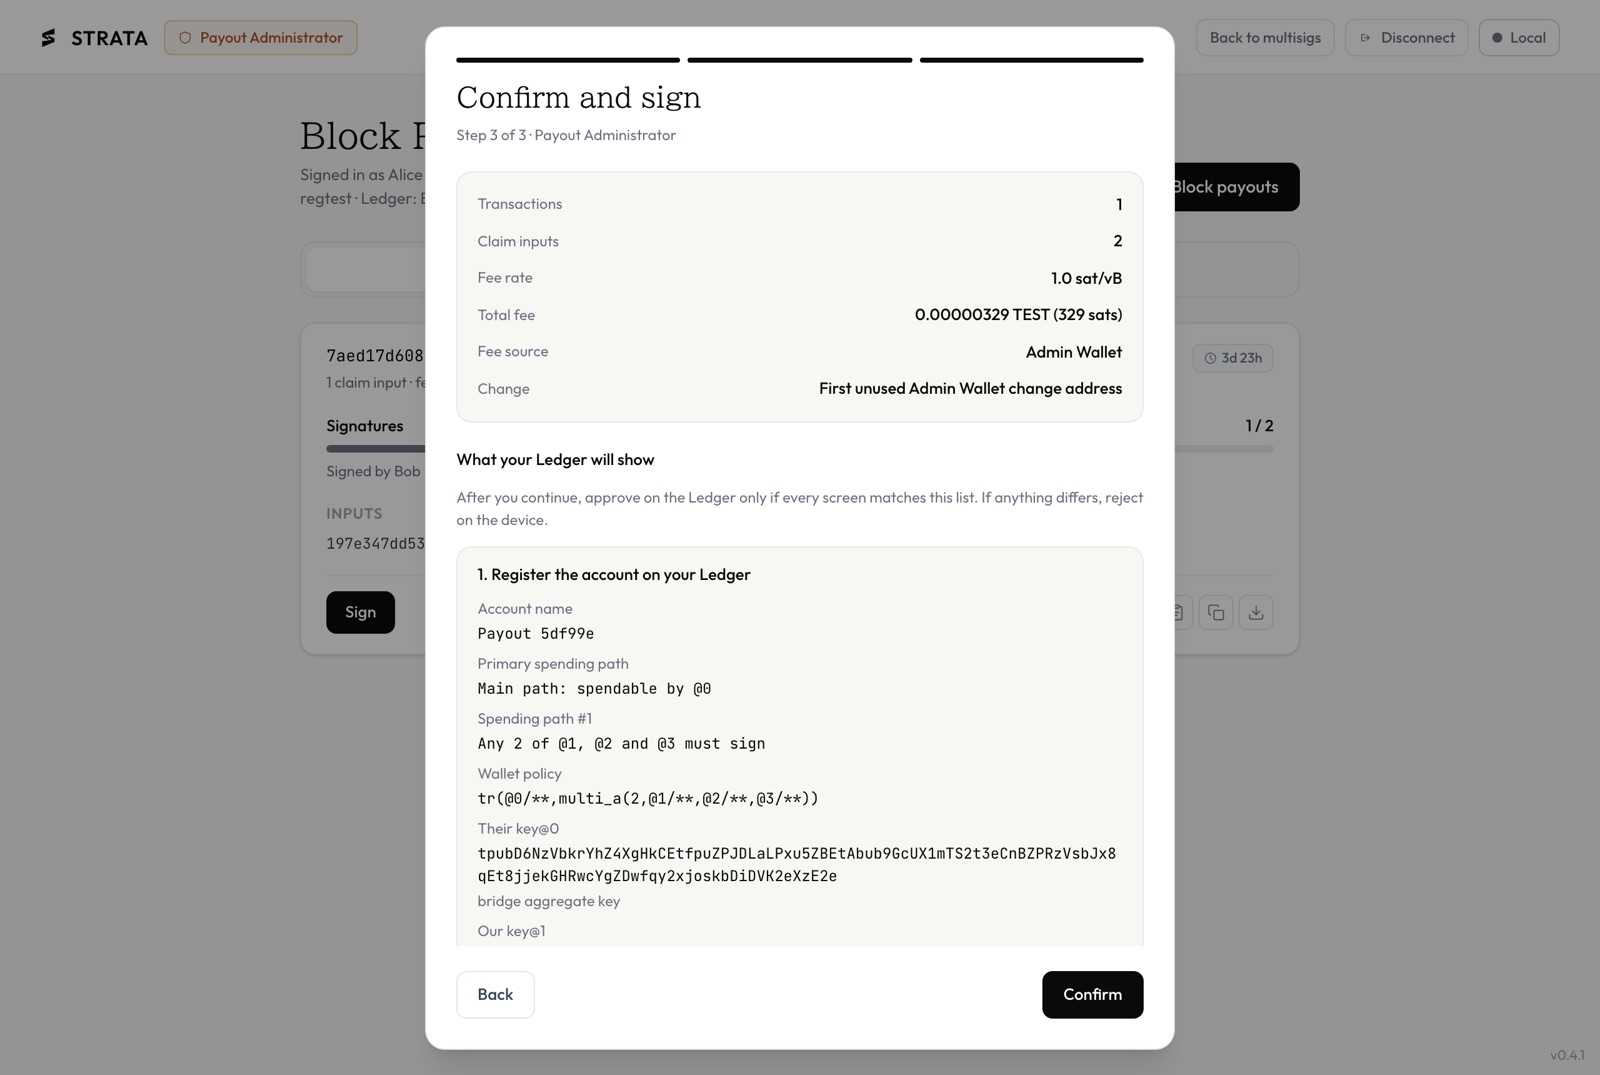 STRATA
Payout Administrator
Back to multisigs
Disconnect
Local
Block
Signed in as Alice
regtest · Ledger:
Block payouts
7aed17d608
1 claim input ·
3d 23h
Signatures
1 / 2
Signed by Bob
INPUTS
197e347dd53
Sign
Confirm and sign
Step 3 of 3 · Payout Administrator
Transactions
1
Claim inputs
2
Fee rate
1.0 sat/vB
Total fee
0.00000329 TEST (329 sats)
Fee source
Admin Wallet
Change
First unused Admin Wallet change address
What your Ledger will show
After you continue, approve on the Ledger only if every screen matches this list. If anything differs, reject
on the device.
1. Register the account on your Ledger
Account name
Payout 5df99e
Primary spending path
Main path: spendable by @0
Spending path #1
Any 2 of @1, @2 and @3 must sign
Wallet policy
tr(@0/**,multi_a(2,@1/**,@2/**,@3/**))
Their key@0
tpubD6NzVbkrYhZ4XgHkCEtfpuZPJDLaLPxu5ZBEtAbub9GcUX1mTS2t3eCnBZPRzVsbJx8
qEt8jjekGHRwcYgZDwfqy2xjoskbDiDVK2eXzE2e
bridge aggregate key
Our key@1
Back
Confirm
v0.4.1